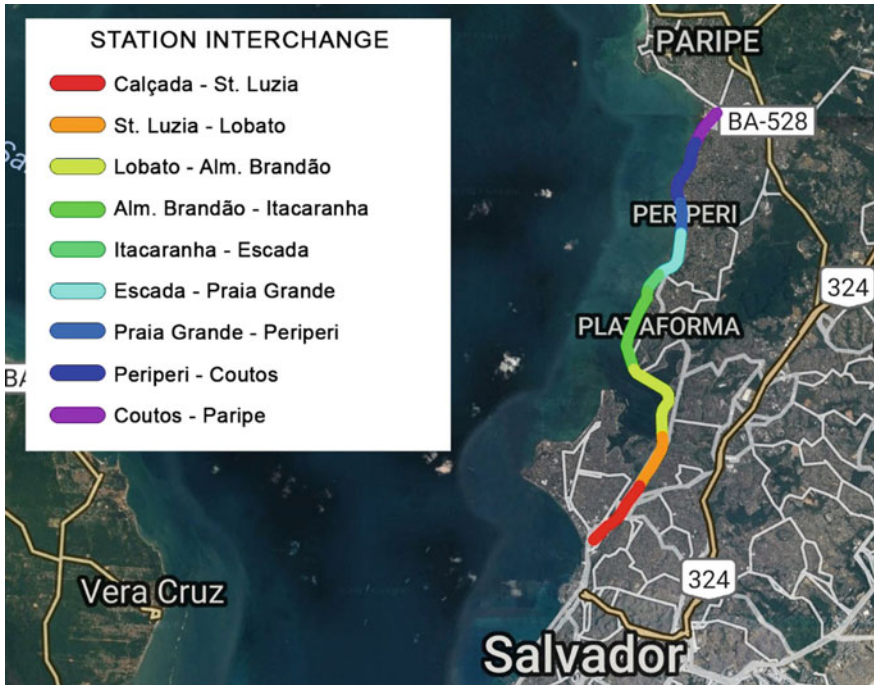 STATION INTERCHANGE
Calçada - St. Luzia
St. Luzia - Lobato
Lobato - Alm. Brandão
Alm. Brandão - Itacaranha
Itacaranha - Escada
Escada - Praia Grande
Praia Grande - Periperi
Periperi - Coutos
Coutos - Paripe
PARIPE
BA-528
PERIPERI
324
PLATAFORMA
324
Vera Cruz
Salvador